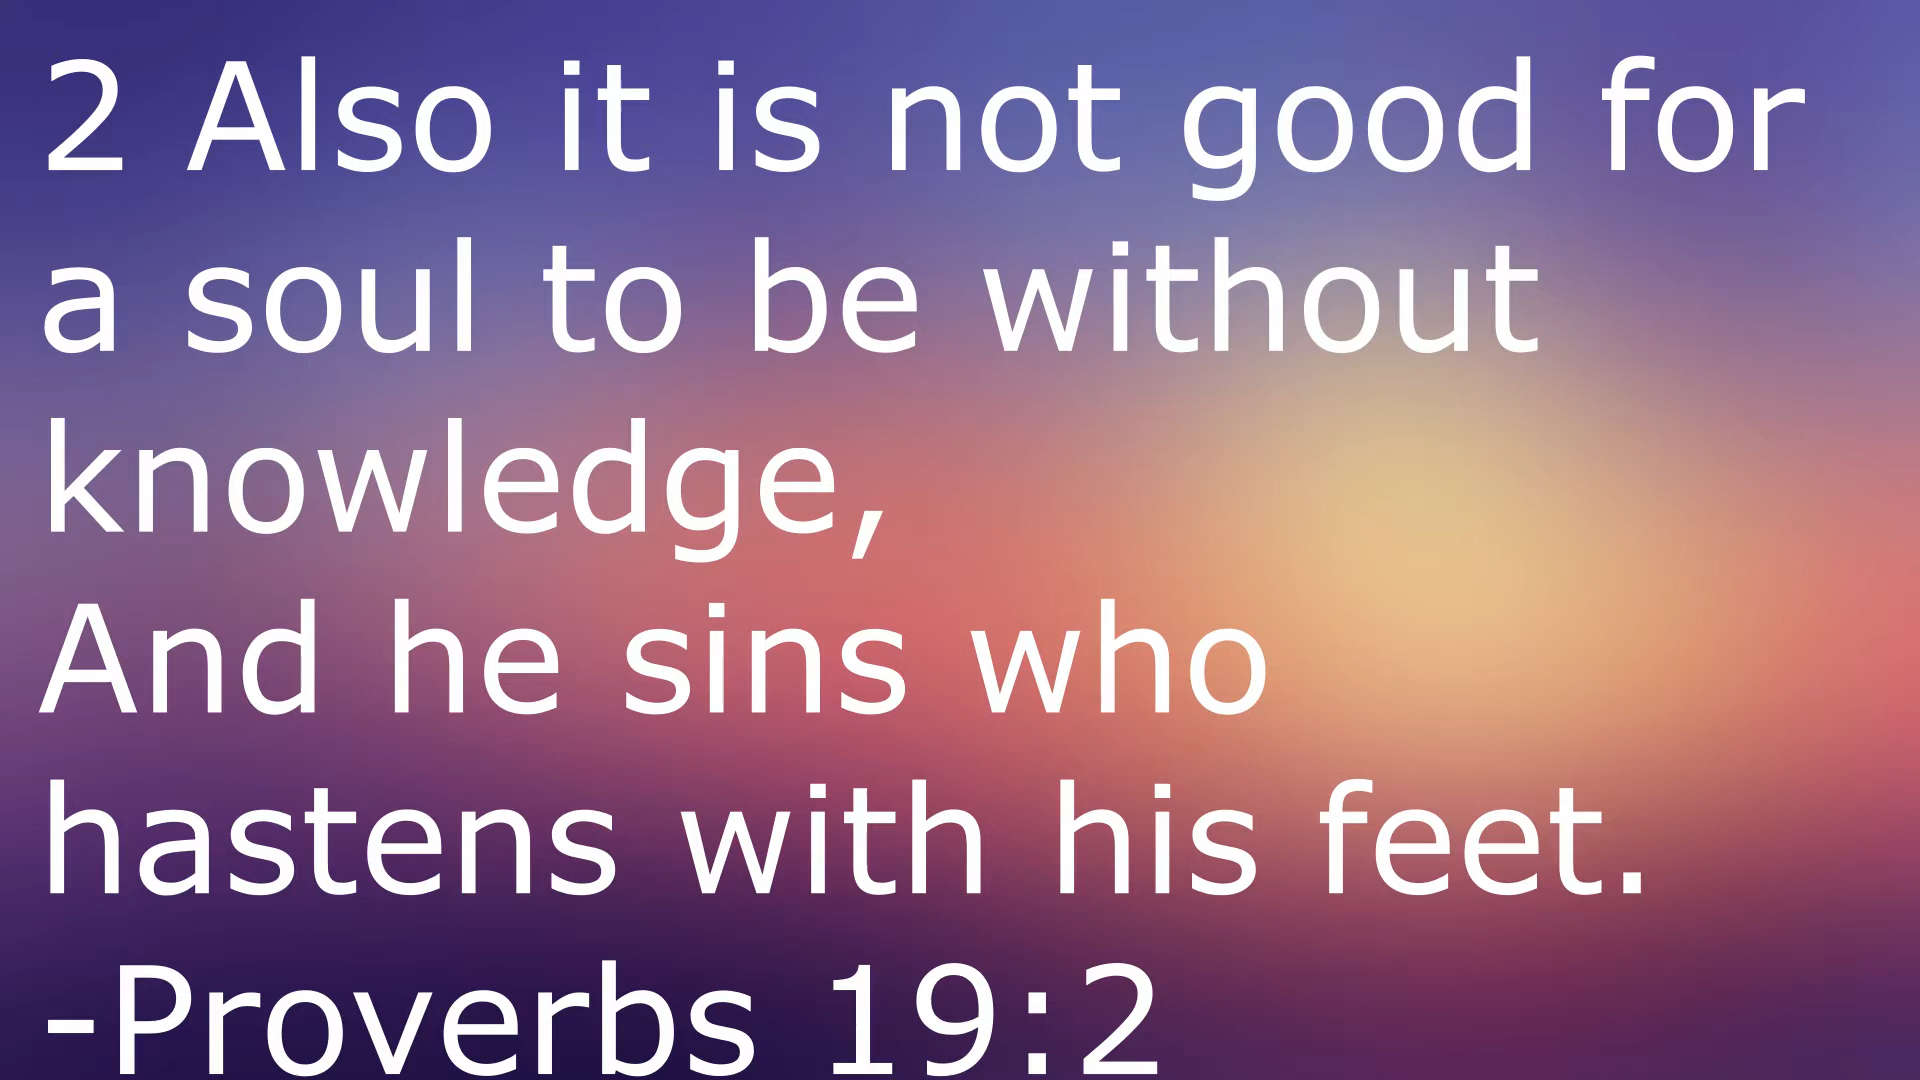 2 Also it is not good for
a soul to be without
knowledge,
And he sins who
hastens with his feet.
-Proverbs 19:2